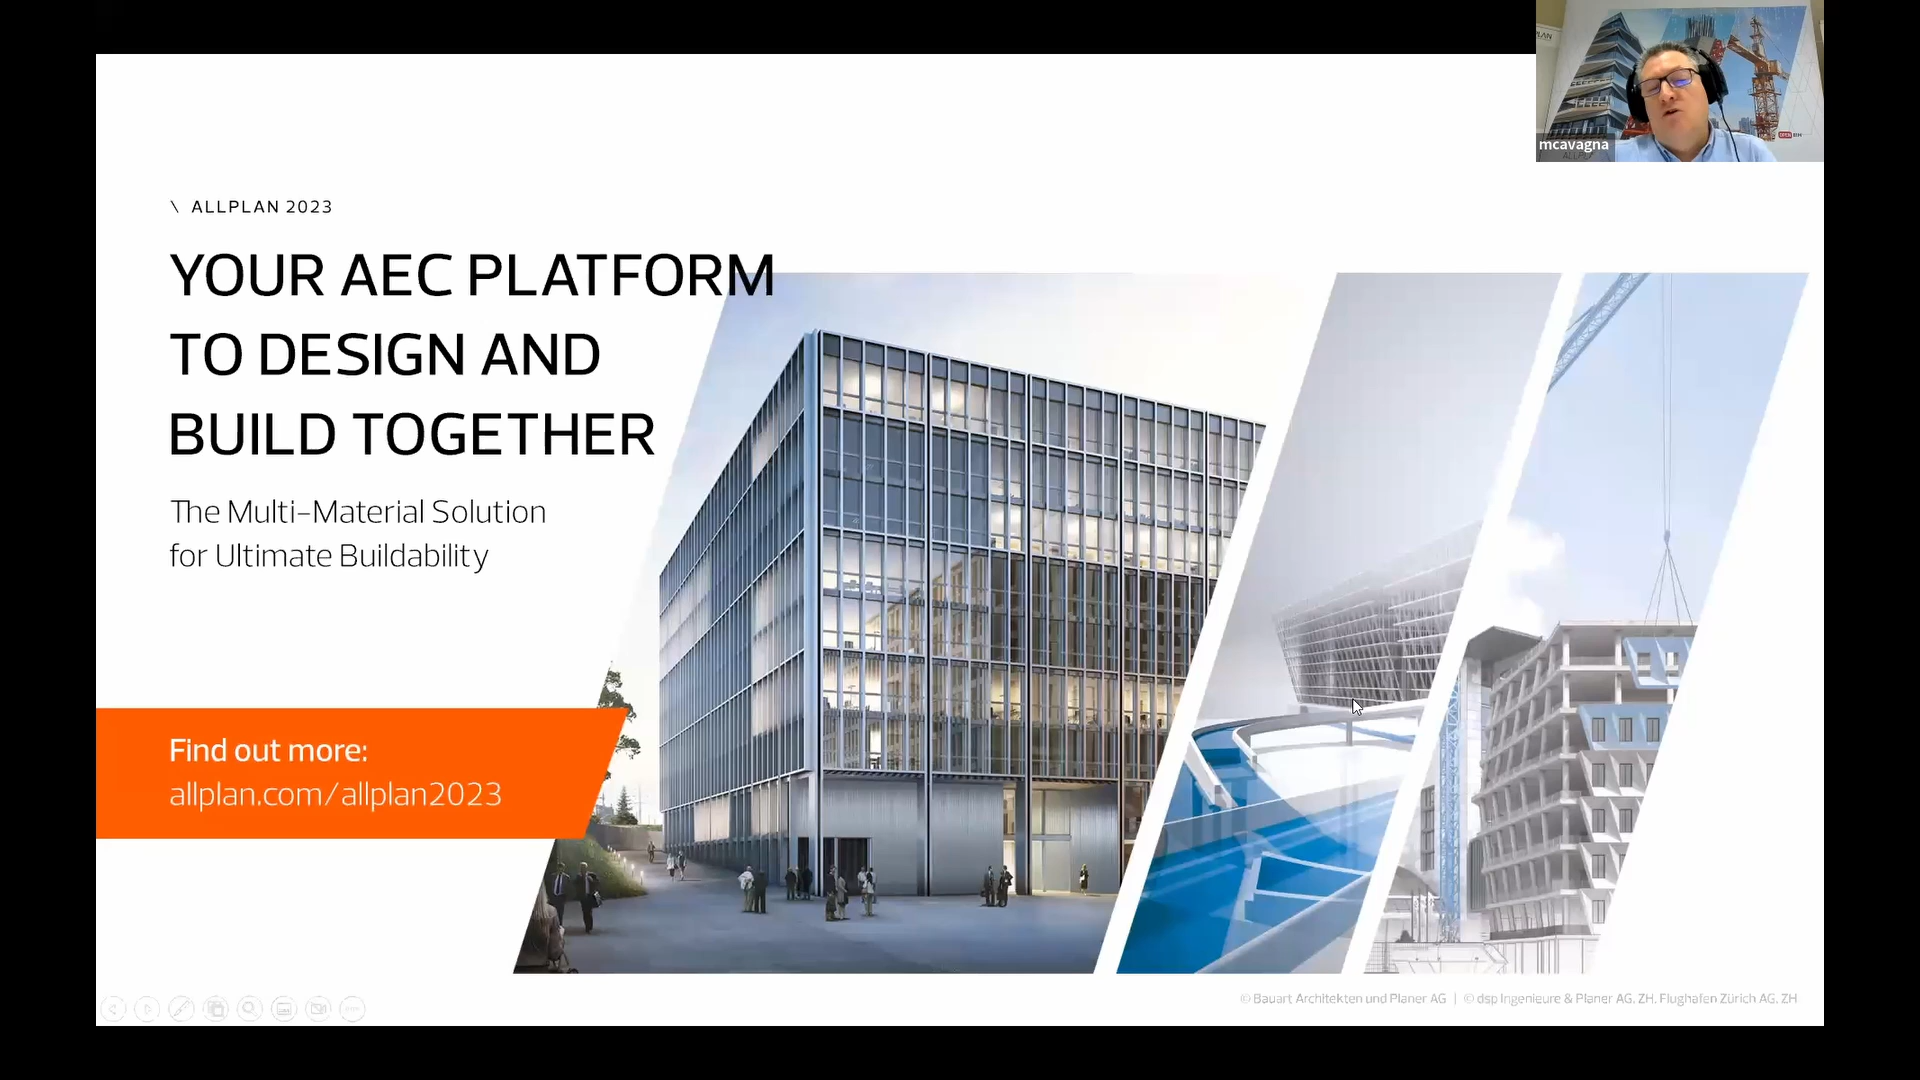 PLAN
mcavagna
\ ALLPLAN 2023
YOUR AEC PLATFORM
TO DESIGN AND
BUILD TOGETHER
The Multi-Material Solution
for Ultimate Buildability
Find out more:
allplan.com/allplan2023
© Bauart Architekten und Planer AG | © dsp Ingenieure & Planer AG, ZH, Flughafen Zürich AG, ZH